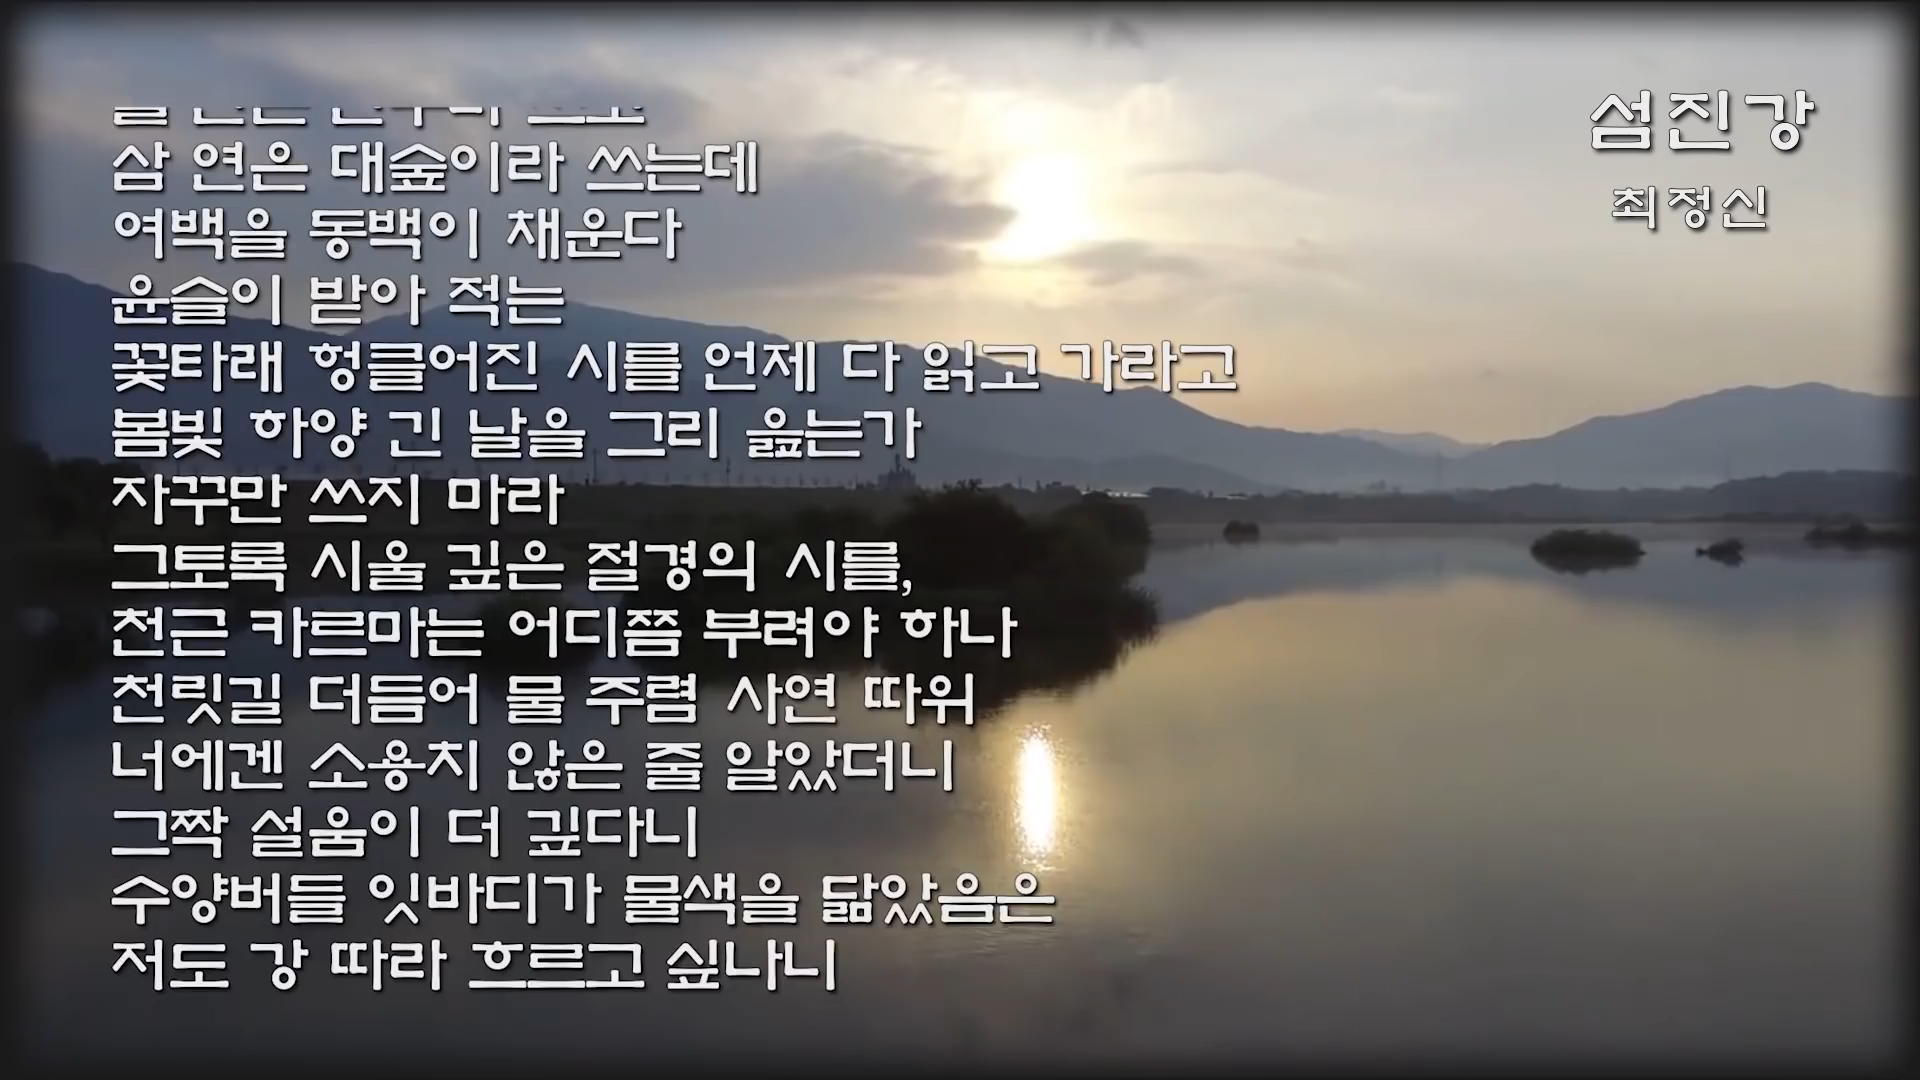 섬진강
최정신
삼 연은 대숲이라 쓰는데
여백을 동백이 채운다
윤슬이 받아 적는
꽃타래 헝클어진 시를 언제 다 읽고 가라고
봄빛 하양 긴 날을 그리 읊는가
자꾸만 쓰지 마라
그토록 시울 깊은 절경의 시를,
천근 카르마는 어디쯤 부려야 하나
천릿길 더듬어 물 주렴 사연 따위
너에겐 소용치 않은 줄 알았더니
그짝 설움이 더 깊다니
수양버들 잇바디가 물색을 닮았음은
저도 강 따라 흐르고 싶나니